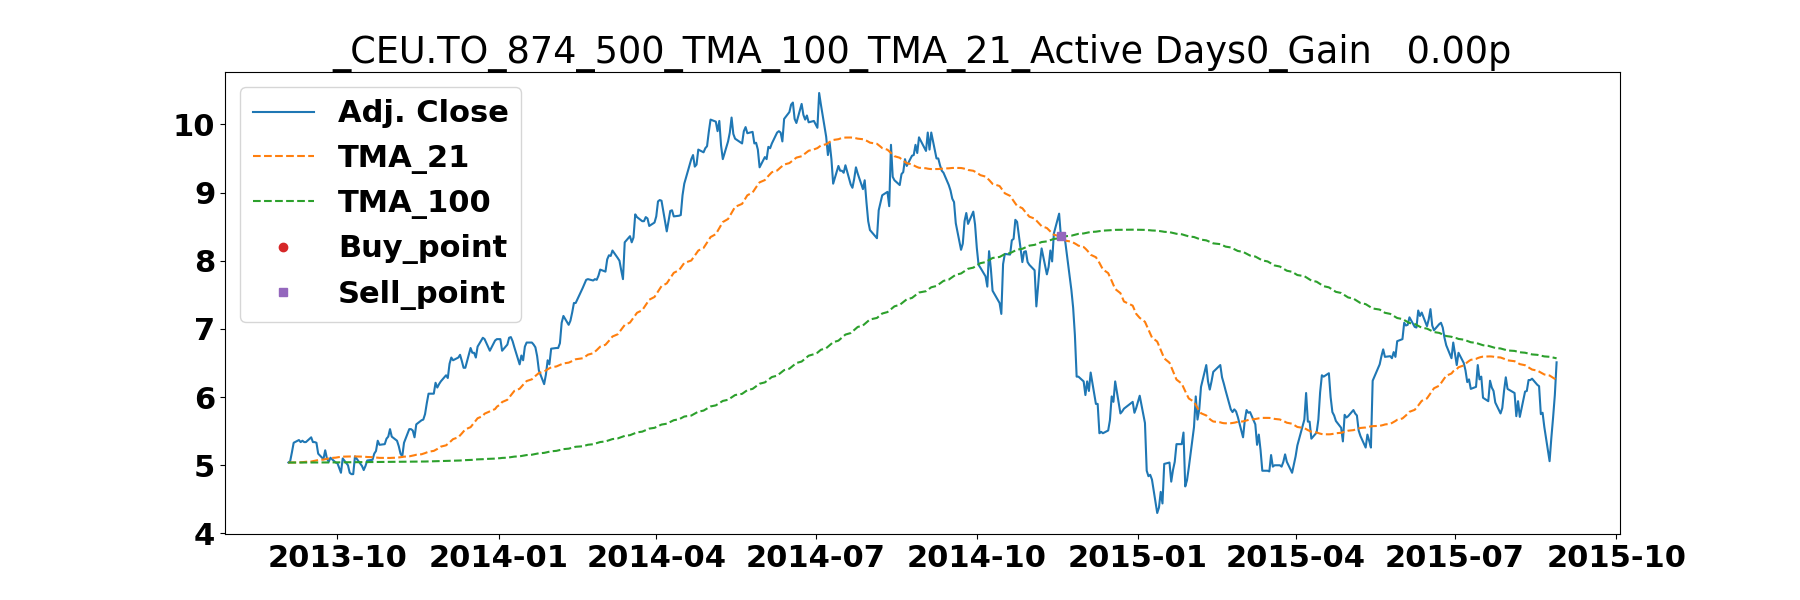 _CEU.TO_874_500_TMA_100_TMA_21_Active Days0_Gain   0.00p
Adj. Close
TMA_21
TMA_100
Buy_point
Sell_point
10
9
8
7
6
5
4
2013-10 2014-01 2014-04 2014-07 2014-10 2015-01 2015-04 2015-07 2015-10